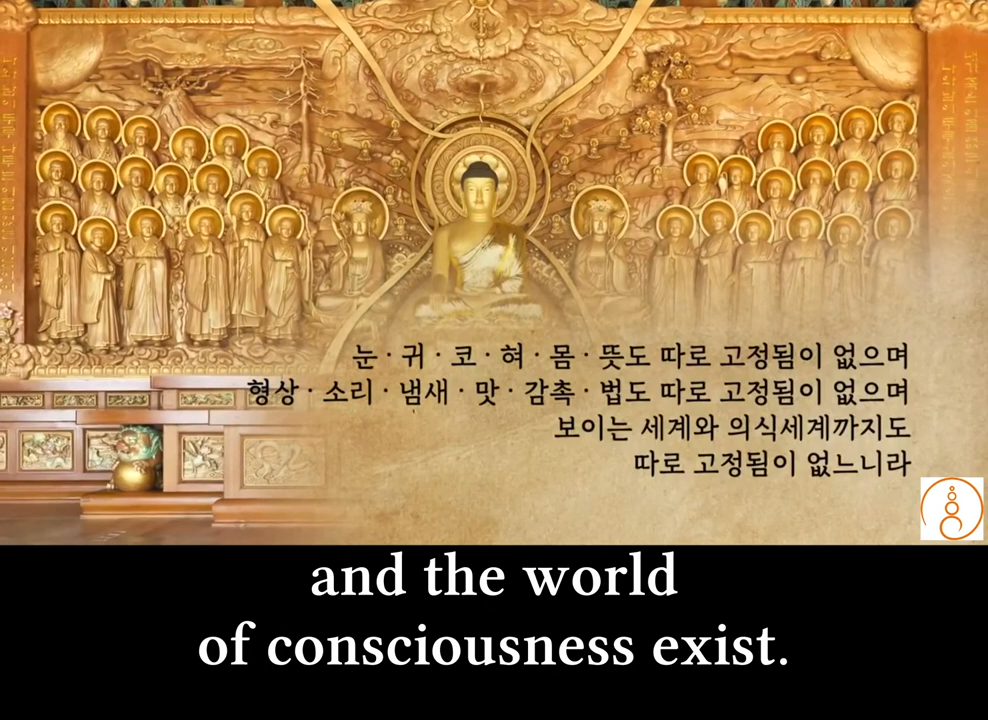 눈 · 귀 · 코 · 혀 · 몸 · 뜻도 따로 고정됨이 없으며
형상 · 소리 · 냄새 · 맛 · 감촉 · 법도 따로 고정됨이 없으며
보이는 세계와 의식세계까지도
따로 고정됨이 없느니라
and the world
of consciousness exist.